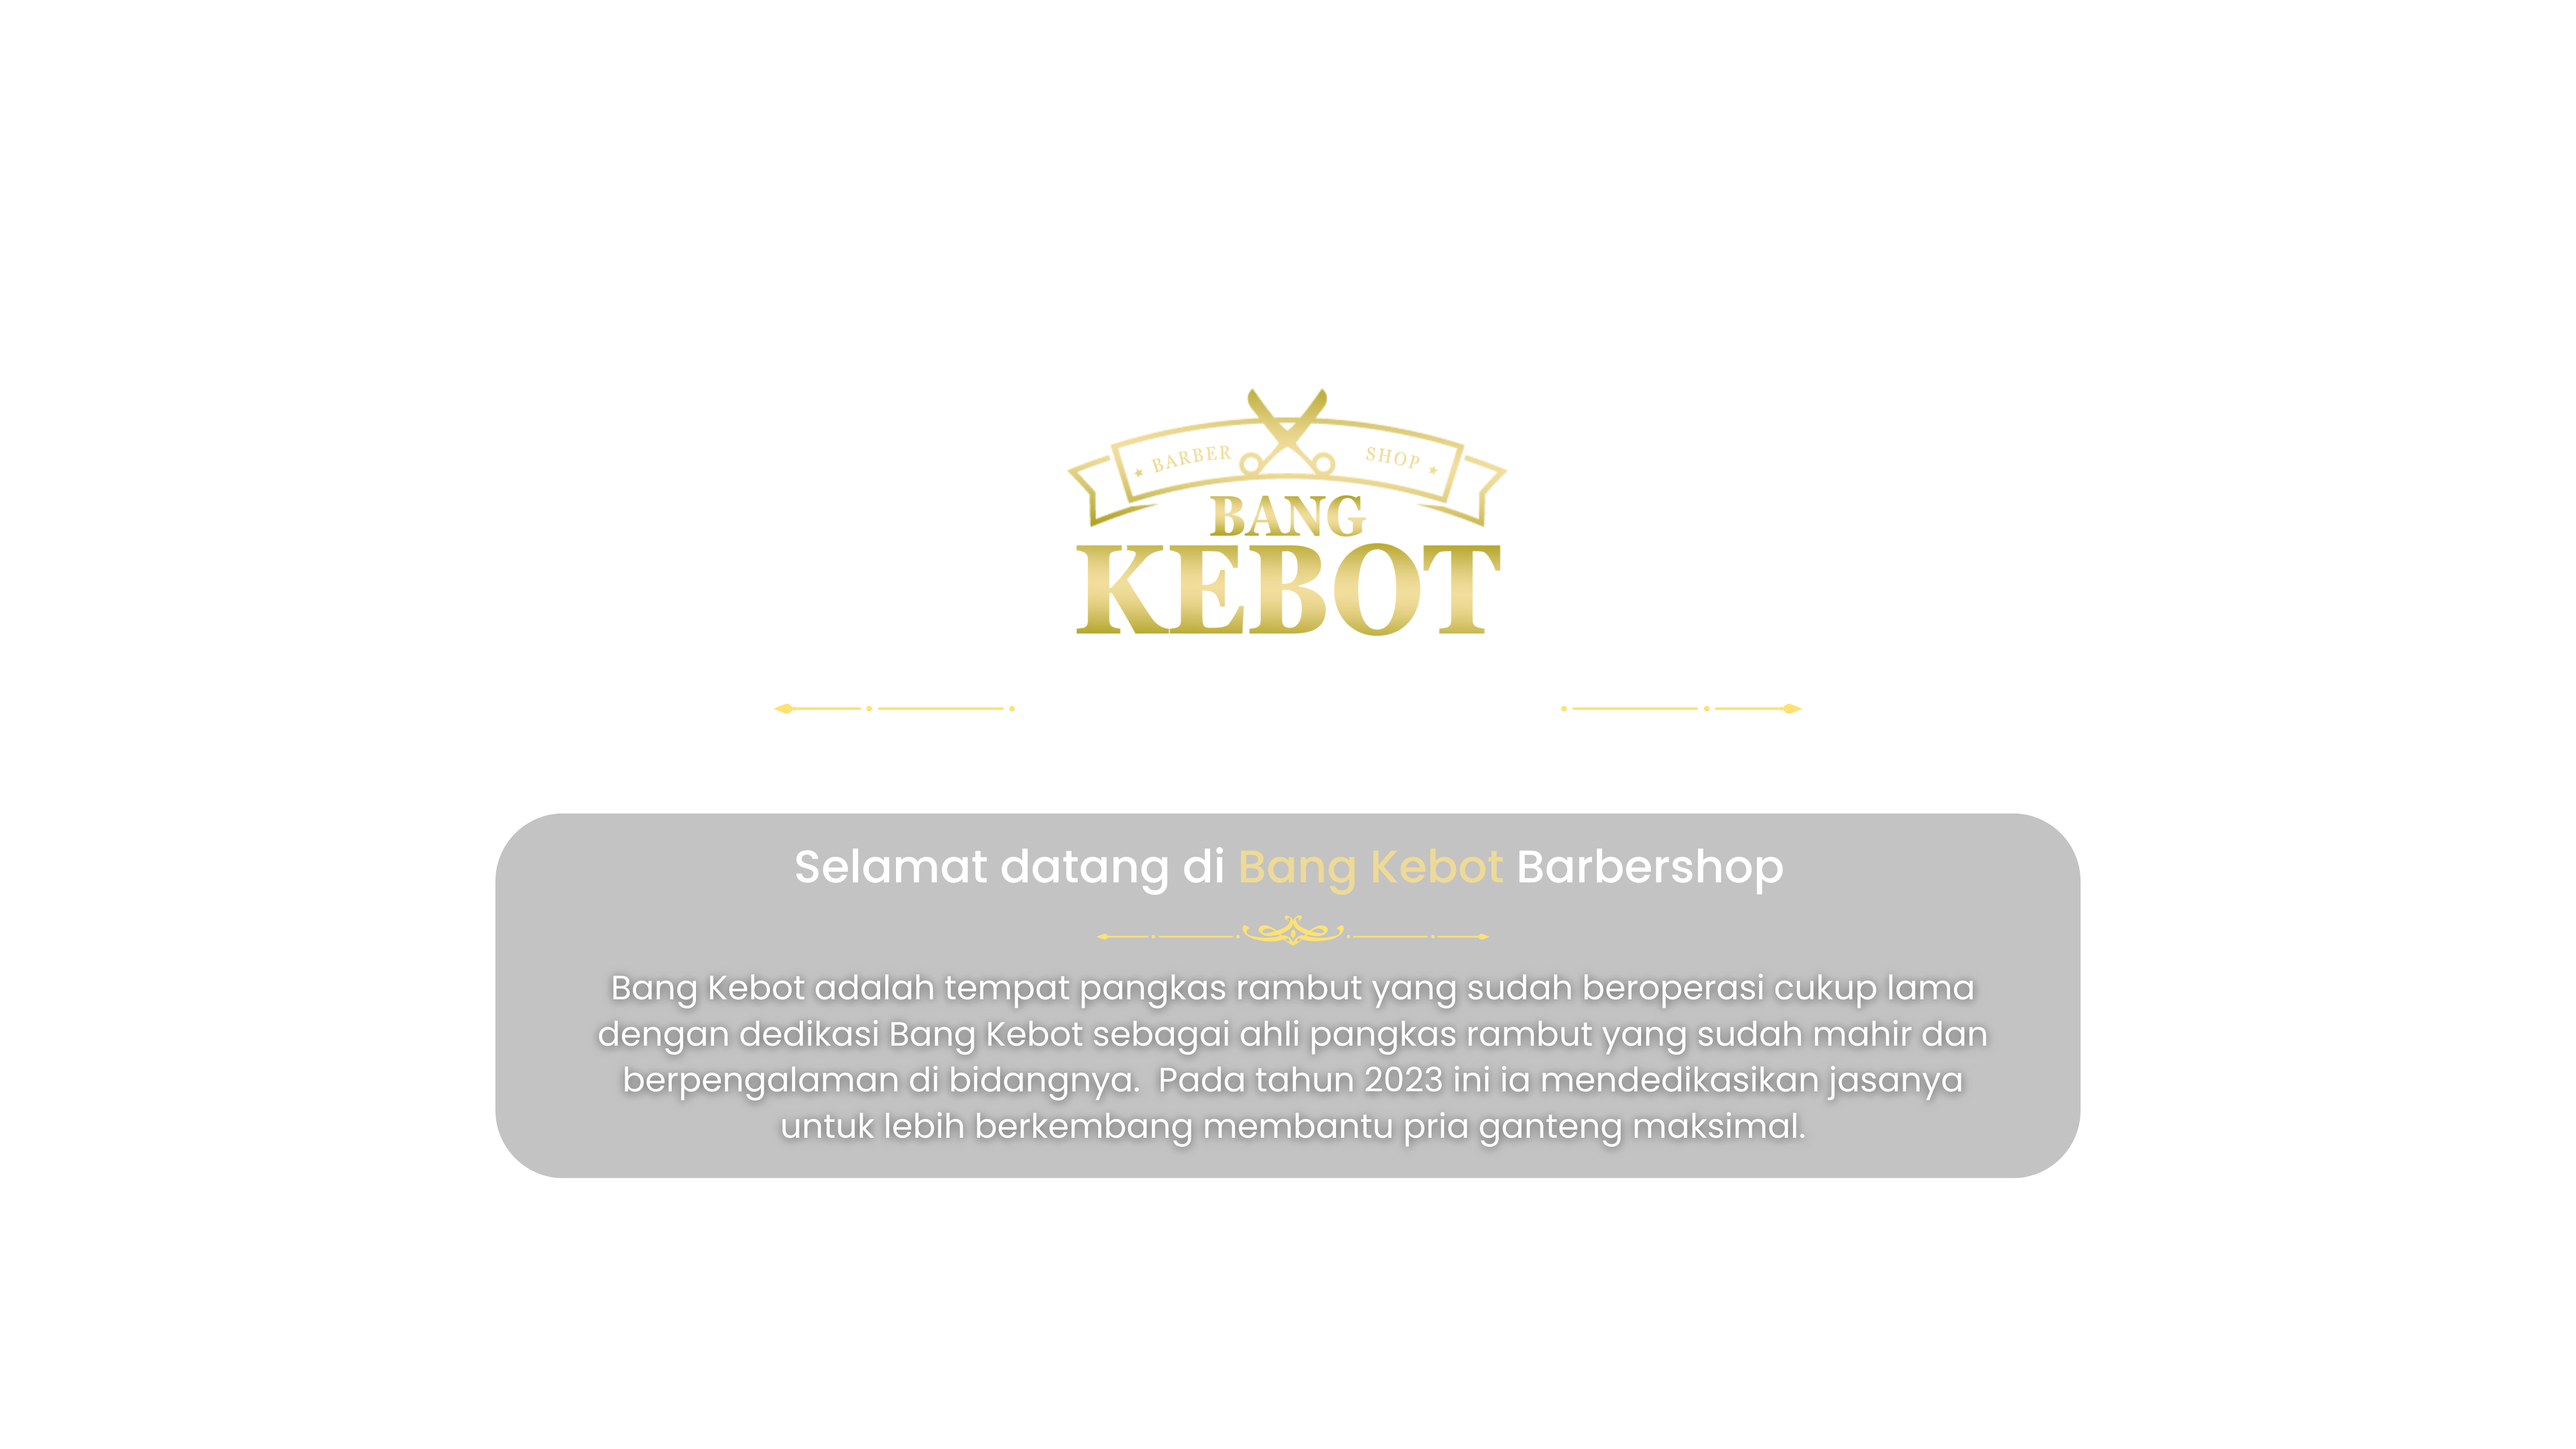 ★ BARBER SHOP ★
BANG
KEBOT
Selamat datang di Bang Kebot Barbershop
Bang Kebot adalah tempat pangkas rambut yang sudah beroperasi cukup lama
dengan dedikasi Bang Kebot sebagai ahli pangkas rambut yang sudah mahir dan
berpengalaman di bidangnya.  Pada tahun 2023 ini ia mendedikasikan jasanya
untuk lebih berkembang membantu pria ganteng maksimal.